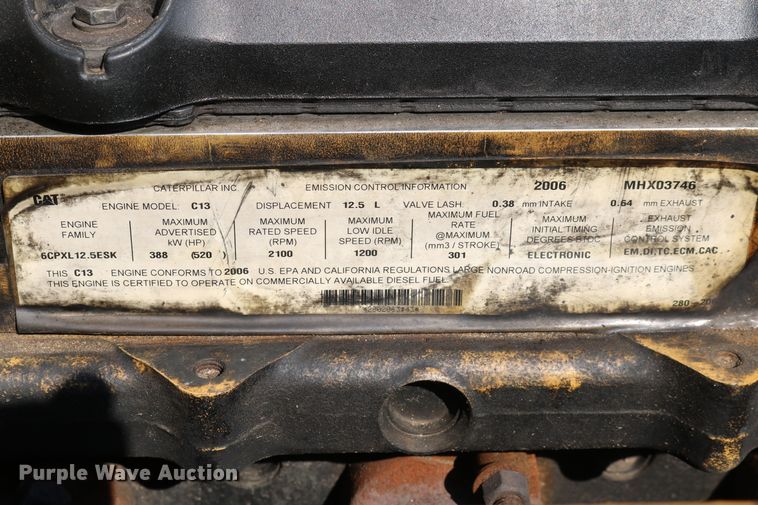 CAT CATERPILLAR INC. EMISSION CONTROL INFORMATION 2006 MHX03746
ENGINE MODEL: C13 DISPLACEMENT 12.5 L VALVE LASH: 0.38 mm INTAKE 0.64 mm EXHAUST
ENGINE FAMILY 6CPXL12.5ESK
MAXIMUM ADVERTISED kW (HP) 388 (520 )
MAXIMUM RATED SPEED (RPM) 2100
MAXIMUM LOW IDLE SPEED (RPM) 1200
MAXIMUM FUEL RATE @MAXIMUM (mm3 / STROKE) 301
MAXIMUM INITIAL TIMING DEGREES BTDC ELECTRONIC
EXHAUST EMISSION CONTROL SYSTEM EM,DI,TC,ECM,CAC
THIS C13 ENGINE CONFORMS TO 2006 U.S. EPA AND CALIFORNIA REGULATIONS LARGE NONROAD COMPRESSION-IGNITION ENGINES.
THIS ENGINE IS CERTIFIED TO OPERATE ON COMMERCIALLY AVAILABLE DIESEL FUEL.
280-20
Purple Wave Auction